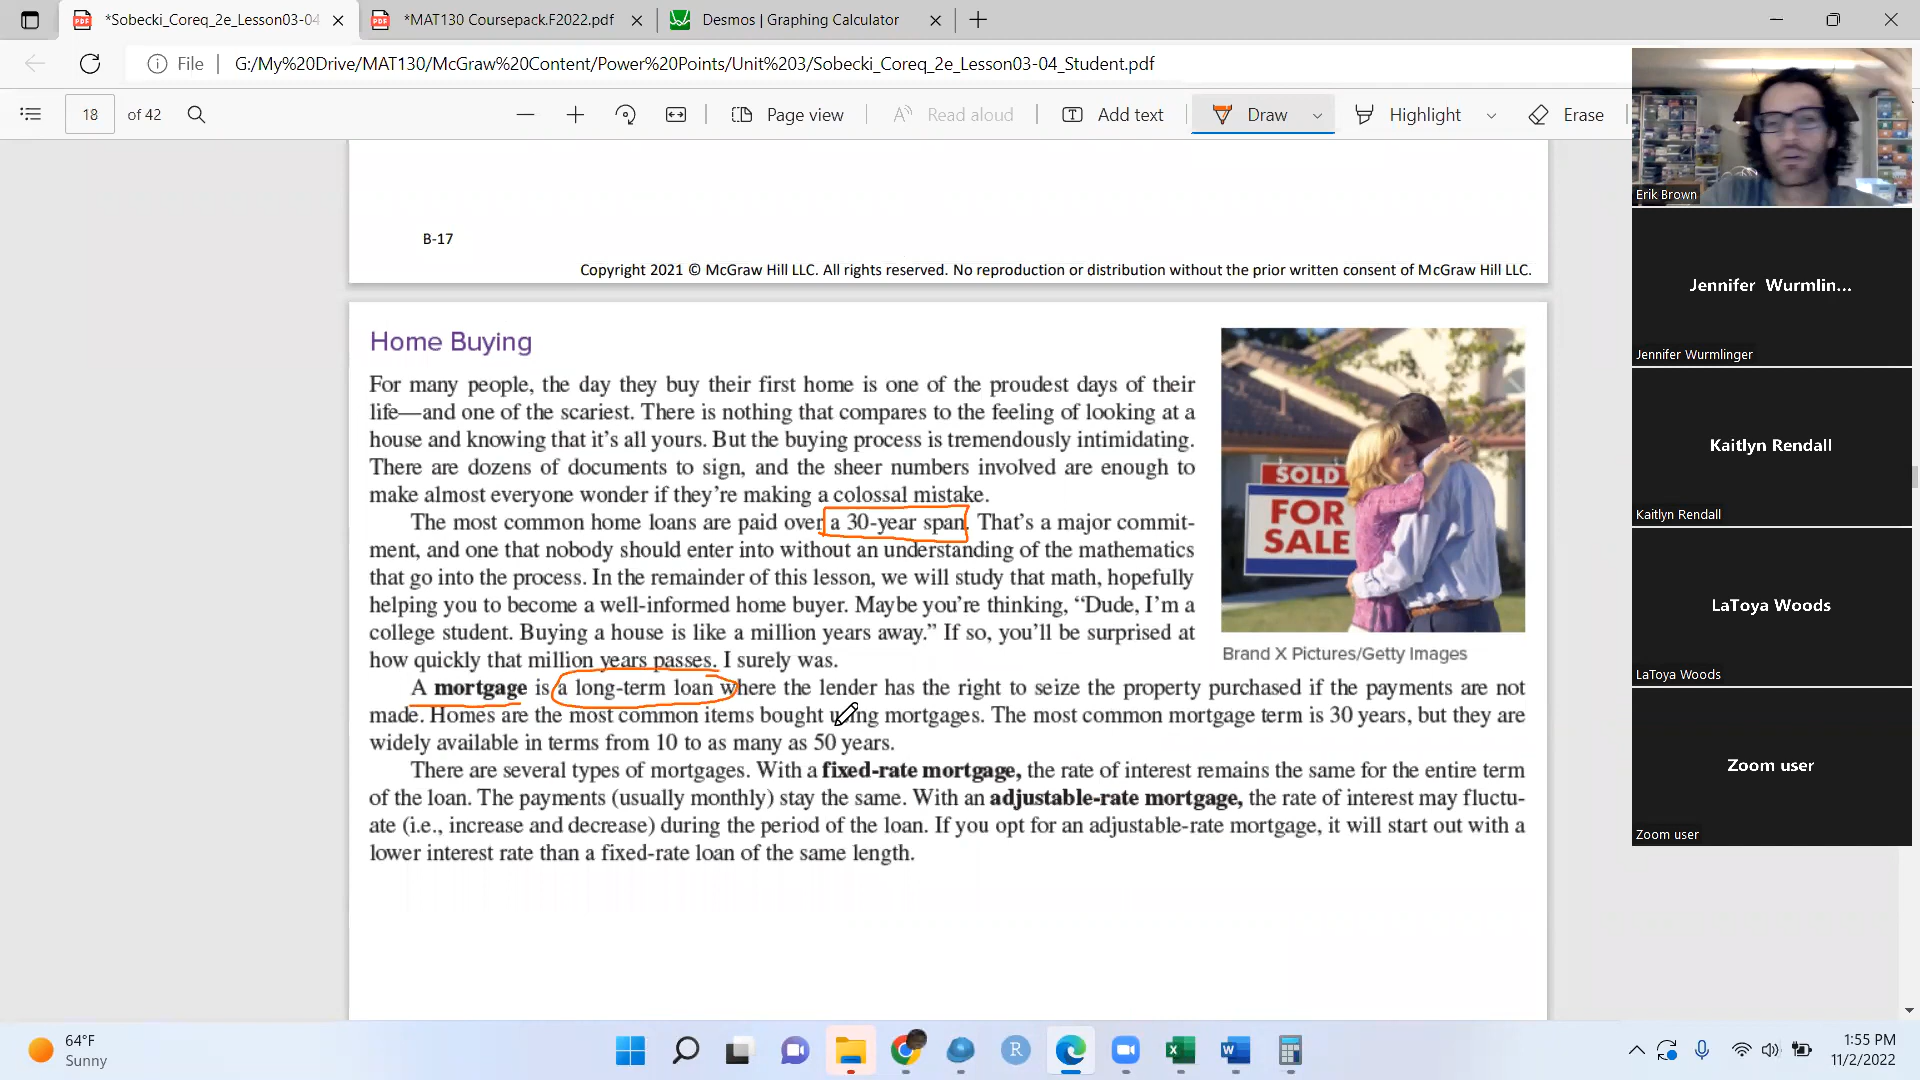 *Sobecki_Coreq_2e_Lesson03-04
*MAT130 Coursepack.F2022.pdf
Desmos | Graphing Calculator
File
G:/My%20Drive/MAT130/McGraw%20Content/Power%20Points/Unit%203/Sobecki_Coreq_2e_Lesson03-04_Student.pdf
18 of 42
Page view
Read aloud
Add text
Draw
Highlight
Erase
B-17
Copyright 2021 © McGraw Hill LLC. All rights reserved. No reproduction or distribution without the prior written consent of McGraw Hill LLC.
Home Buying
For many people, the day they buy their first home is one of the proudest days of their
life—and one of the scariest. There is nothing that compares to the feeling of looking at a
house and knowing that it's all yours. But the buying process is tremendously intimidating.
There are dozens of documents to sign, and the sheer numbers involved are enough to
make almost everyone wonder if they're making a colossal mistake.
The most common home loans are paid over a 30-year span. That's a major commit-
ment, and one that nobody should enter into without an understanding of the mathematics
that go into the process. In the remainder of this lesson, we will study that math, hopefully
helping you to become a well-informed home buyer. Maybe you're thinking, "Dude, I'm a
college student. Buying a house is like a million years away." If so, you'll be surprised at
how quickly that million years passes. I surely was.
SOLD
FOR
SALE
Brand X Pictures/Getty Images
A mortgage is a long-term loan where the lender has the right to seize the property purchased if the payments are not
made. Homes are the most common items bought using mortgages. The most common mortgage term is 30 years, but they are
widely available in terms from 10 to as many as 50 years.
There are several types of mortgages. With a fixed-rate mortgage, the rate of interest remains the same for the entire term
of the loan. The payments (usually monthly) stay the same. With an adjustable-rate mortgage, the rate of interest may fluctu-
ate (i.e., increase and decrease) during the period of the loan. If you opt for an adjustable-rate mortgage, it will start out with a
lower interest rate than a fixed-rate loan of the same length.
Erik Brown
Jennifer Wurmlin...
Jennifer Wurmlinger
Kaitlyn Rendall
Kaitlyn Rendall
LaToya Woods
LaToya Woods
Zoom user
Zoom user
64°F
Sunny
1:55 PM
11/2/2022